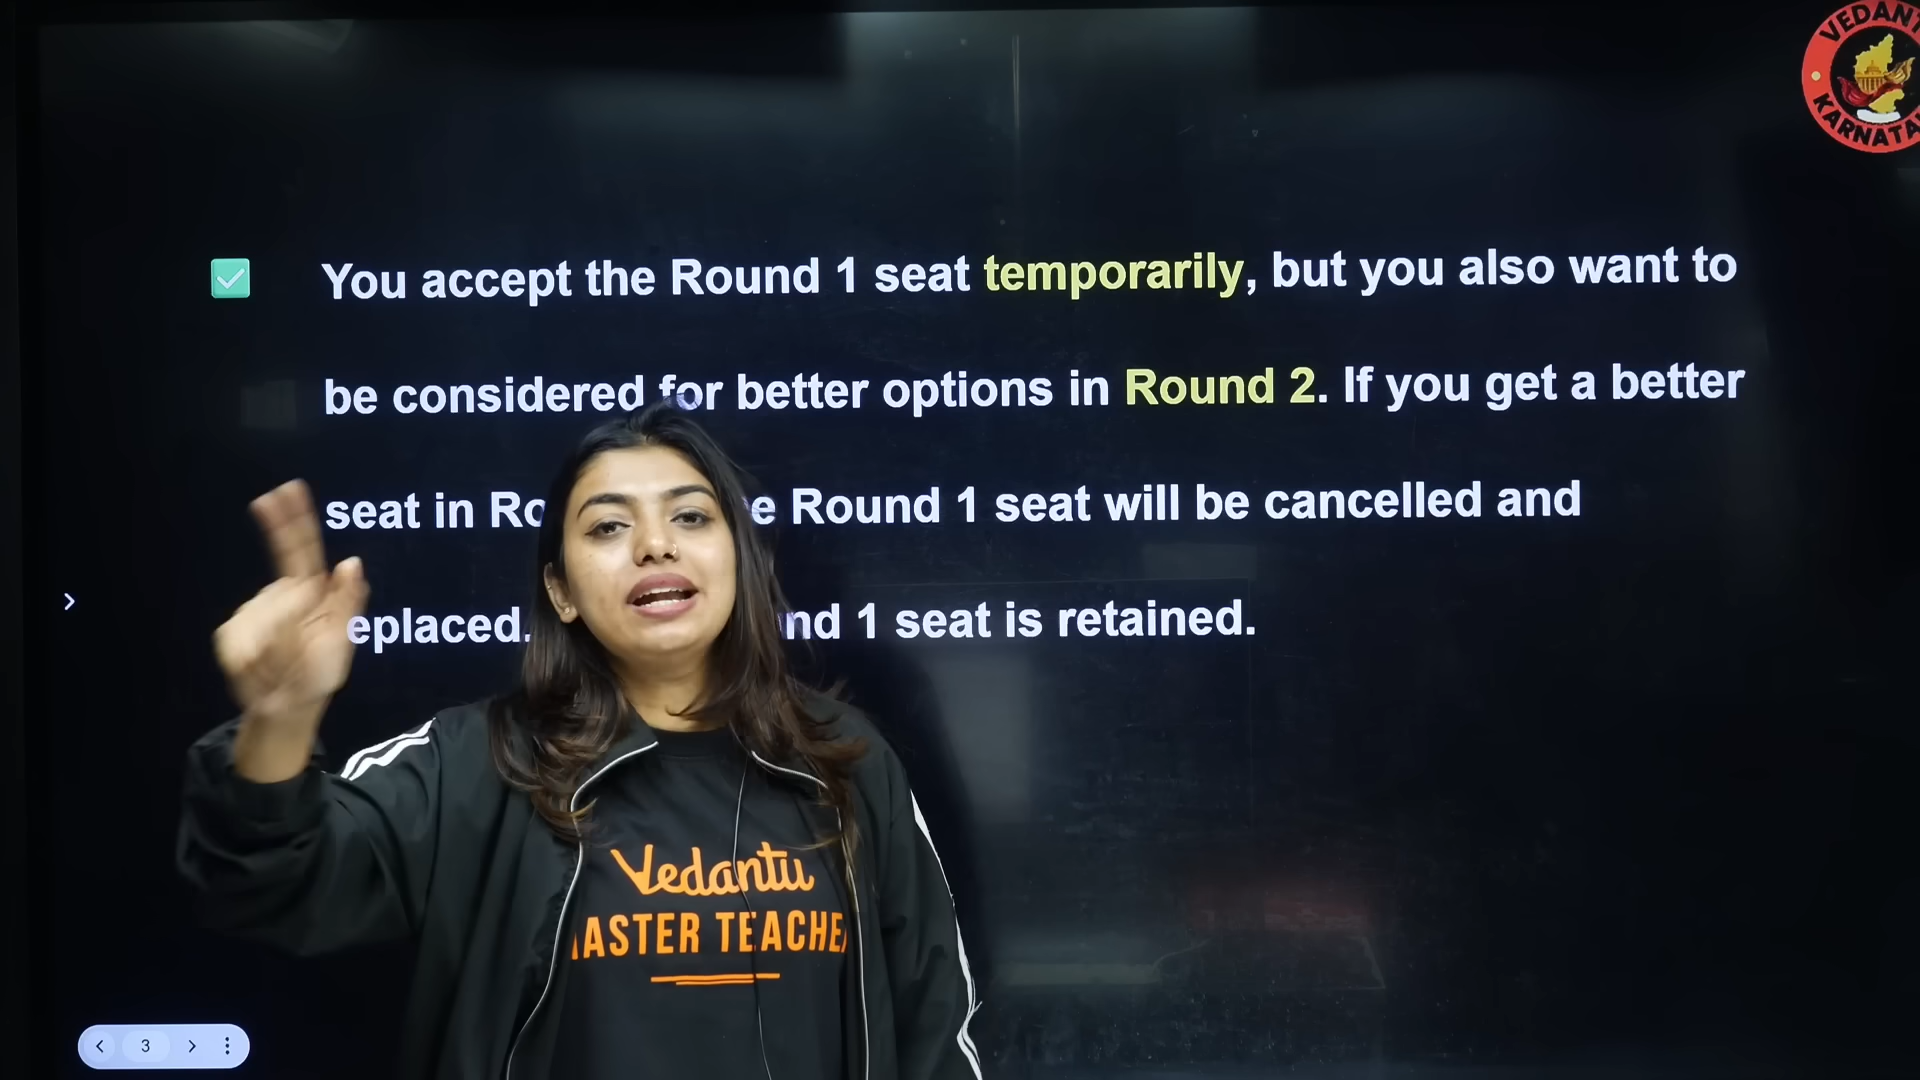 VEDANT
KARNATA
You accept the Round 1 seat temporarily, but you also want to
be considered for better options in Round 2. If you get a better
seat in Ro e Round 1 seat will be cancelled and
eplaced. nd 1 seat is retained.
Vedantu
ASTER TEACHE
3